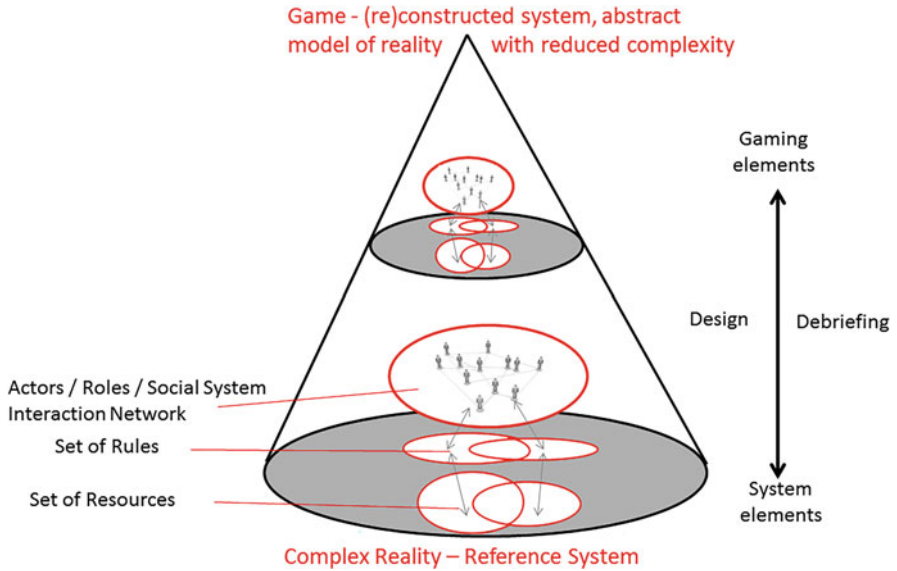 Game - (re)constructed system, abstract
model of reality with reduced complexity
Gaming
elements
Design
Debriefing
Actors / Roles / Social System
Interaction Network
Set of Rules
Set of Resources
System
elements
Complex Reality – Reference System